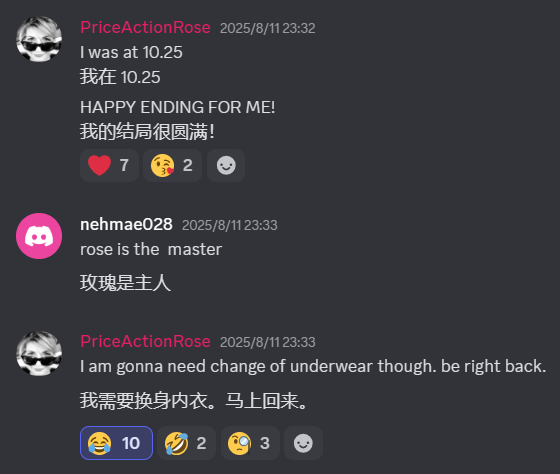 PriceActionRose 2025/8/11 23:32
I was at 10.25
我在 10.25
HAPPY ENDING FOR ME!
我的结局很圆满！
7 2
nehmae028 2025/8/11 23:33
rose is the master
玫瑰是主人
PriceActionRose 2025/8/11 23:33
I am gonna need change of underwear though. be right back.
我需要换身内衣。马上回来。
10 2 3